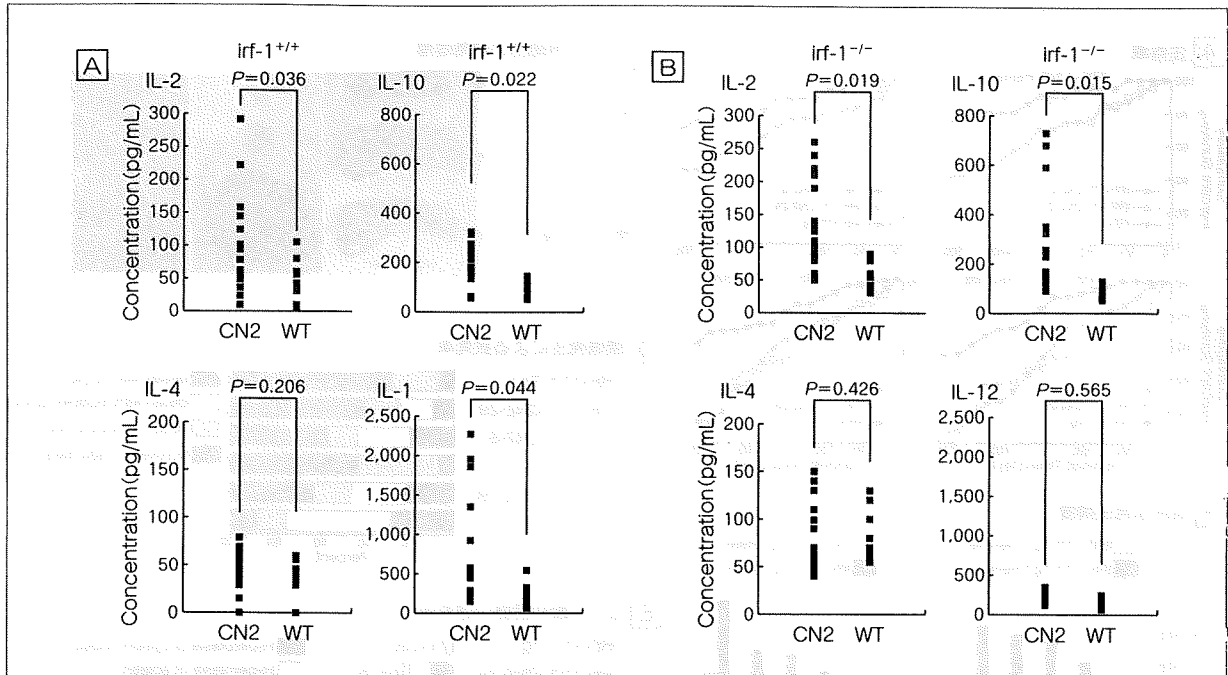 A
irf-1+/+
IL-2
P=0.036
Concentration(pg/mL)
300
250
200
150
100
50
0
CN2 WT
irf-1+/+
IL-10
P=0.022
800
600
400
200
0
CN2 WT
IL-4
P=0.206
Concentration(pg/mL)
200
150
100
50
0
CN2 WT
IL-1
P=0.044
2,500
2,000
1,500
1,000
500
0
CN2 WT
B
irf-1−/−
IL-2
P=0.019
Concentration(pg/mL)
300
250
200
150
100
50
0
CN2 WT
irf-1−/−
IL-10
P=0.015
800
600
400
200
0
CN2 WT
IL-4
P=0.426
Concentration(pg/mL)
200
150
100
50
0
CN2 WT
IL-12
P=0.565
2,500
2,000
1,500
1,000
500
0
CN2 WT